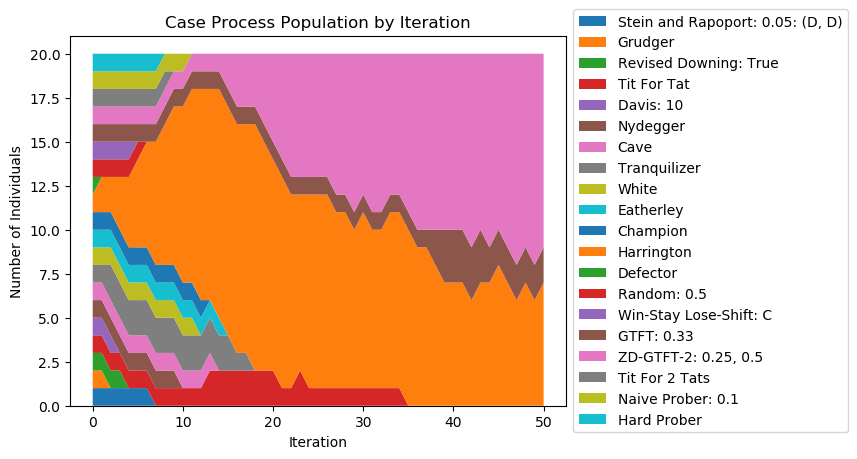 Case Process Population by Iteration
Number of Individuals
20.0
17.5
15.0
12.5
10.0
7.5
5.0
2.5
0.0
0 10 20 30 40 50
Iteration
Stein and Rapoport: 0.05: (D, D)
Grudger
Revised Downing: True
Tit For Tat
Davis: 10
Nydegger
Cave
Tranquilizer
White
Eatherley
Champion
Harrington
Defector
Random: 0.5
Win-Stay Lose-Shift: C
GTFT: 0.33
ZD-GTFT-2: 0.25, 0.5
Tit For 2 Tats
Naive Prober: 0.1
Hard Prober